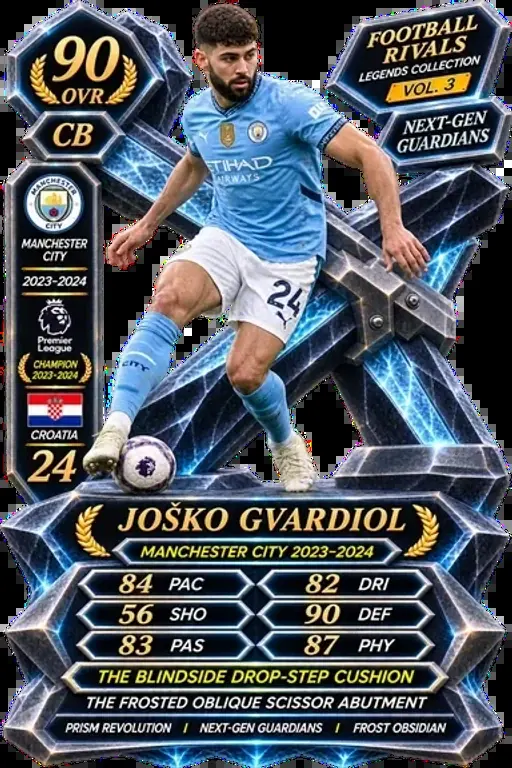 90
OVR
CB
FOOTBALL
RIVALS
LEGENDS COLLECTION
VOL. 3
NEXT-GEN
GUARDIANS
MANCHESTER
CITY
MANCHESTER
CITY
2023-2024
Premier
League
CHAMPION
2023-2024
CROATIA
24
ETIHAD
AIRWAYS
24
CITY
JOŠKO GVARDIOL
MANCHESTER CITY 2023-2024
84 PAC 82 DRI
56 SHO 90 DEF
83 PAS 87 PHY
THE BLINDSIDE DROP-STEP CUSHION
THE FROSTED OBLIQUE SCISSOR ABUTMENT
PRISM REVOLUTION I NEXT-GEN GUARDIANS I FROST OBSIDIAN